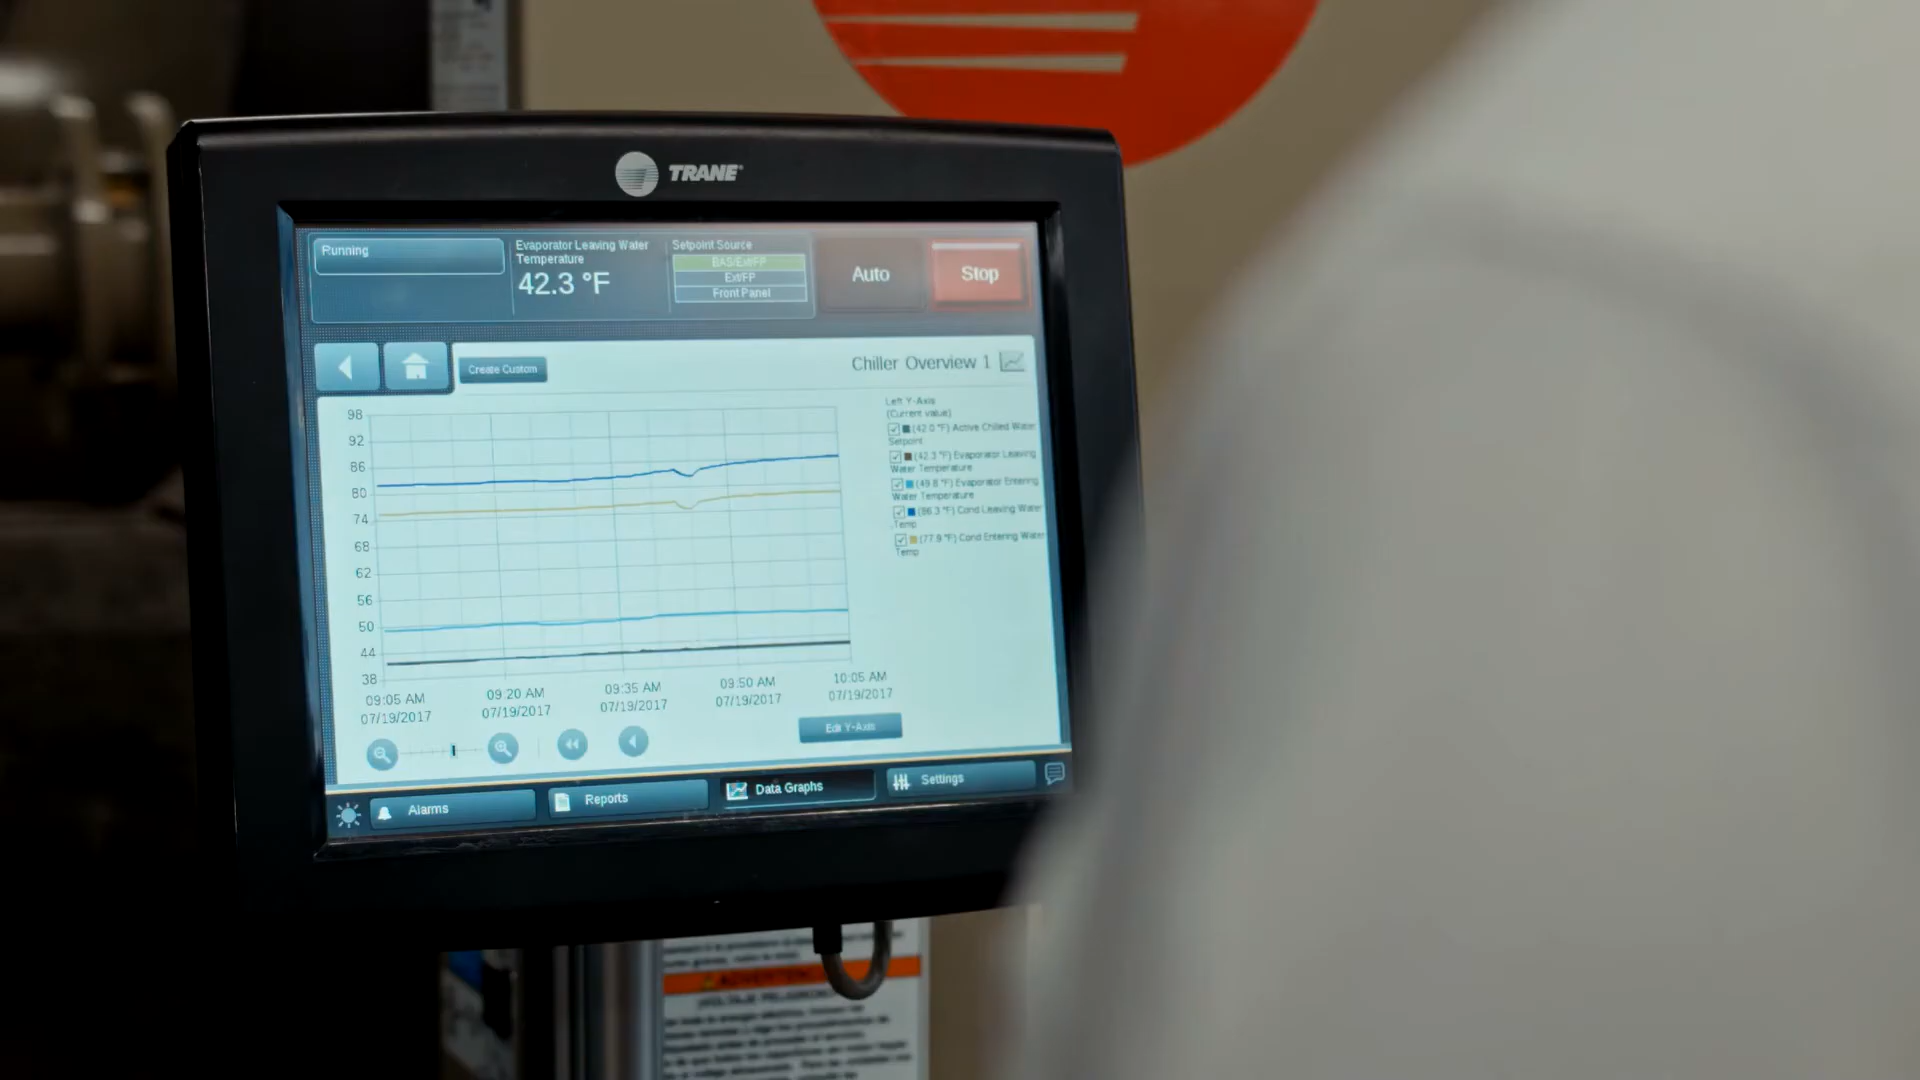 TRANE
Running
Evaporator Leaving Water
Temperature
42.3 °F
Setpoint Source
BAS/Ext/FP
Ext/FP
Front Panel
Auto
Stop
Create Custom
Chiller Overview 1
98
92
86
80
74
68
62
56
50
44
38
09:05 AM
07/19/2017
09:20 AM
07/19/2017
09:35 AM
07/19/2017
09:50 AM
07/19/2017
10:05 AM
07/19/2017
Left Y-Axis
(Current value)
(42.0 °F) Active Chilled Water
Setpoint
(42.3 °F) Evaporator Leaving
Water Temperature
(49.8 °F) Evaporator Entering
Water Temperature
(86.3 °F) Cond Leaving Water
Temp
(77.9 °F) Cond Entering Water
Temp
Edit Y-Axis
Alarms
Reports
Data Graphs
Settings